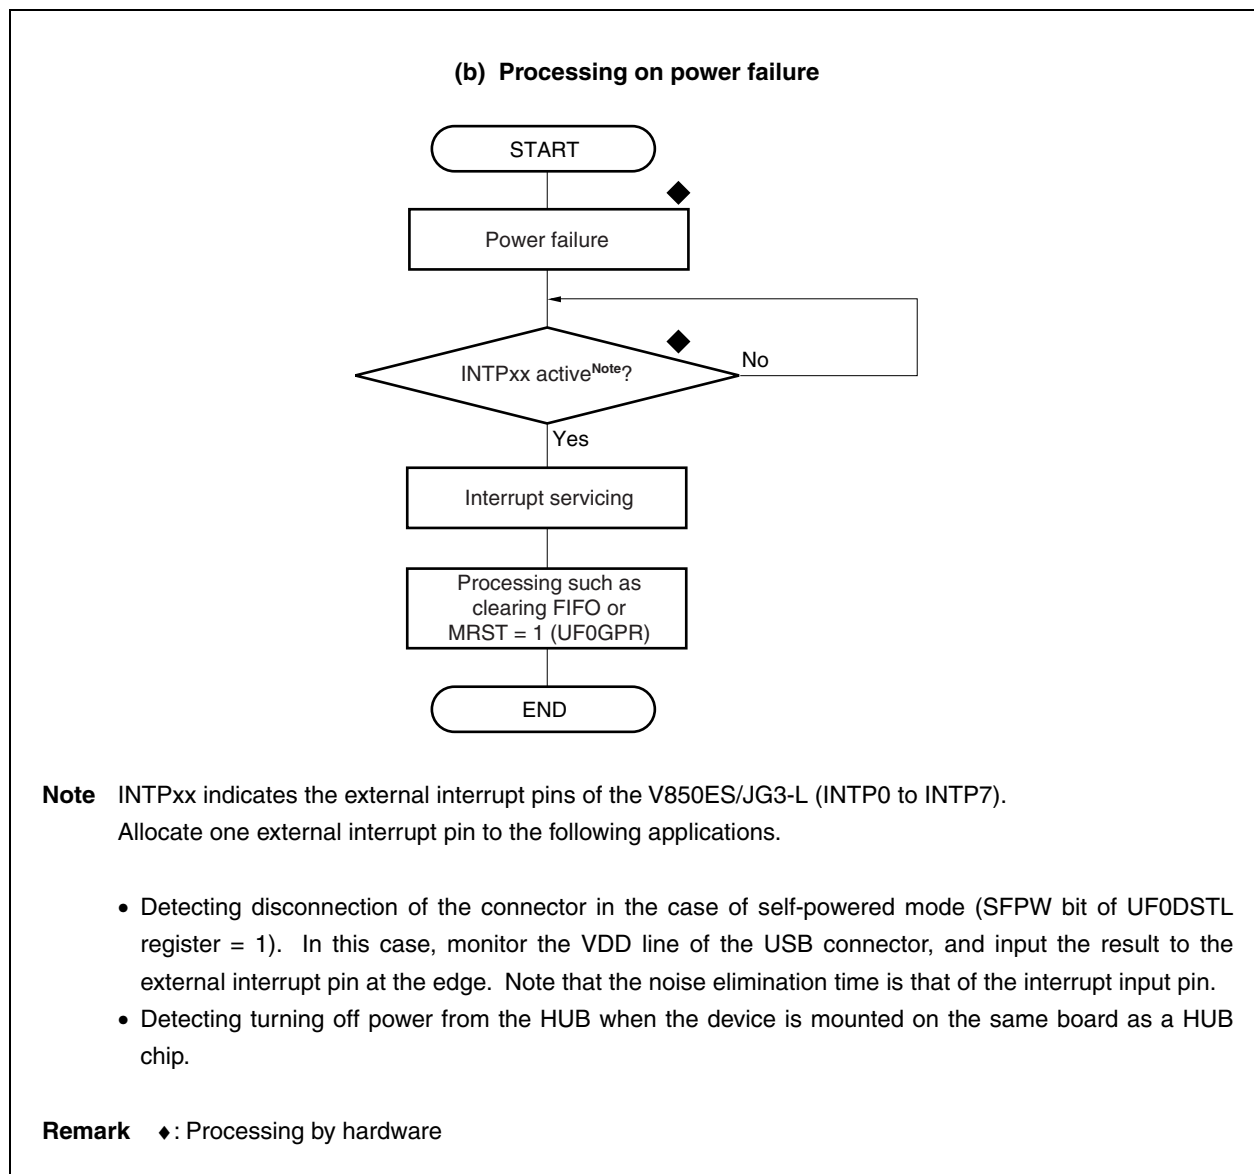 (b) Processing on power failure
START
Power failure
INTPxx active^Note?
No
Yes
Interrupt servicing
Processing such as
clearing FIFO or
MRST = 1 (UF0GPR)
END
Note INTPxx indicates the external interrupt pins of the V850ES/JG3-L (INTP0 to INTP7).
Allocate one external interrupt pin to the following applications.
• Detecting disconnection of the connector in the case of self-powered mode (SFPW bit of UF0DSTL
register = 1). In this case, monitor the VDD line of the USB connector, and input the result to the
external interrupt pin at the edge. Note that the noise elimination time is that of the interrupt input pin.
• Detecting turning off power from the HUB when the device is mounted on the same board as a HUB
chip.
Remark ♦: Processing by hardware